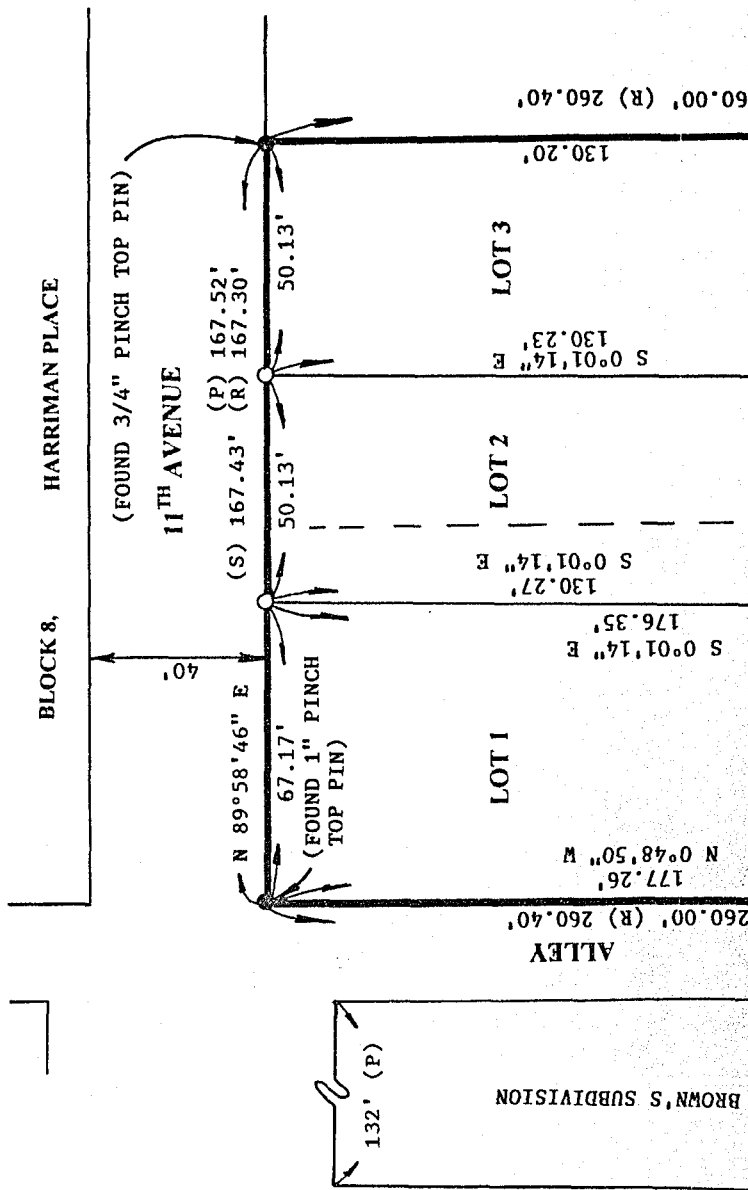 BLOCK 8,
HARRIMAN PLACE
(FOUND 3/4" PINCH TOP PIN)
11TH AVENUE
40'
(P) 167.52'
(S) 167.43' (R) 167.30'
N 89°58'46" E
67.17'
50.13'
50.13'
(FOUND 1" PINCH
TOP PIN)
LOT 1
LOT 2
LOT 3
N 0°48'50" W
177.26'
260.00' (R) 260.40'
S 0°01'14" E
176.35'
130.27'
S 0°01'14" E
S 0°01'14" E
130.23'
130.20'
60.00' (R) 260.40'
ALLEY
132' (P)
BROWN'S SUBDIVISION